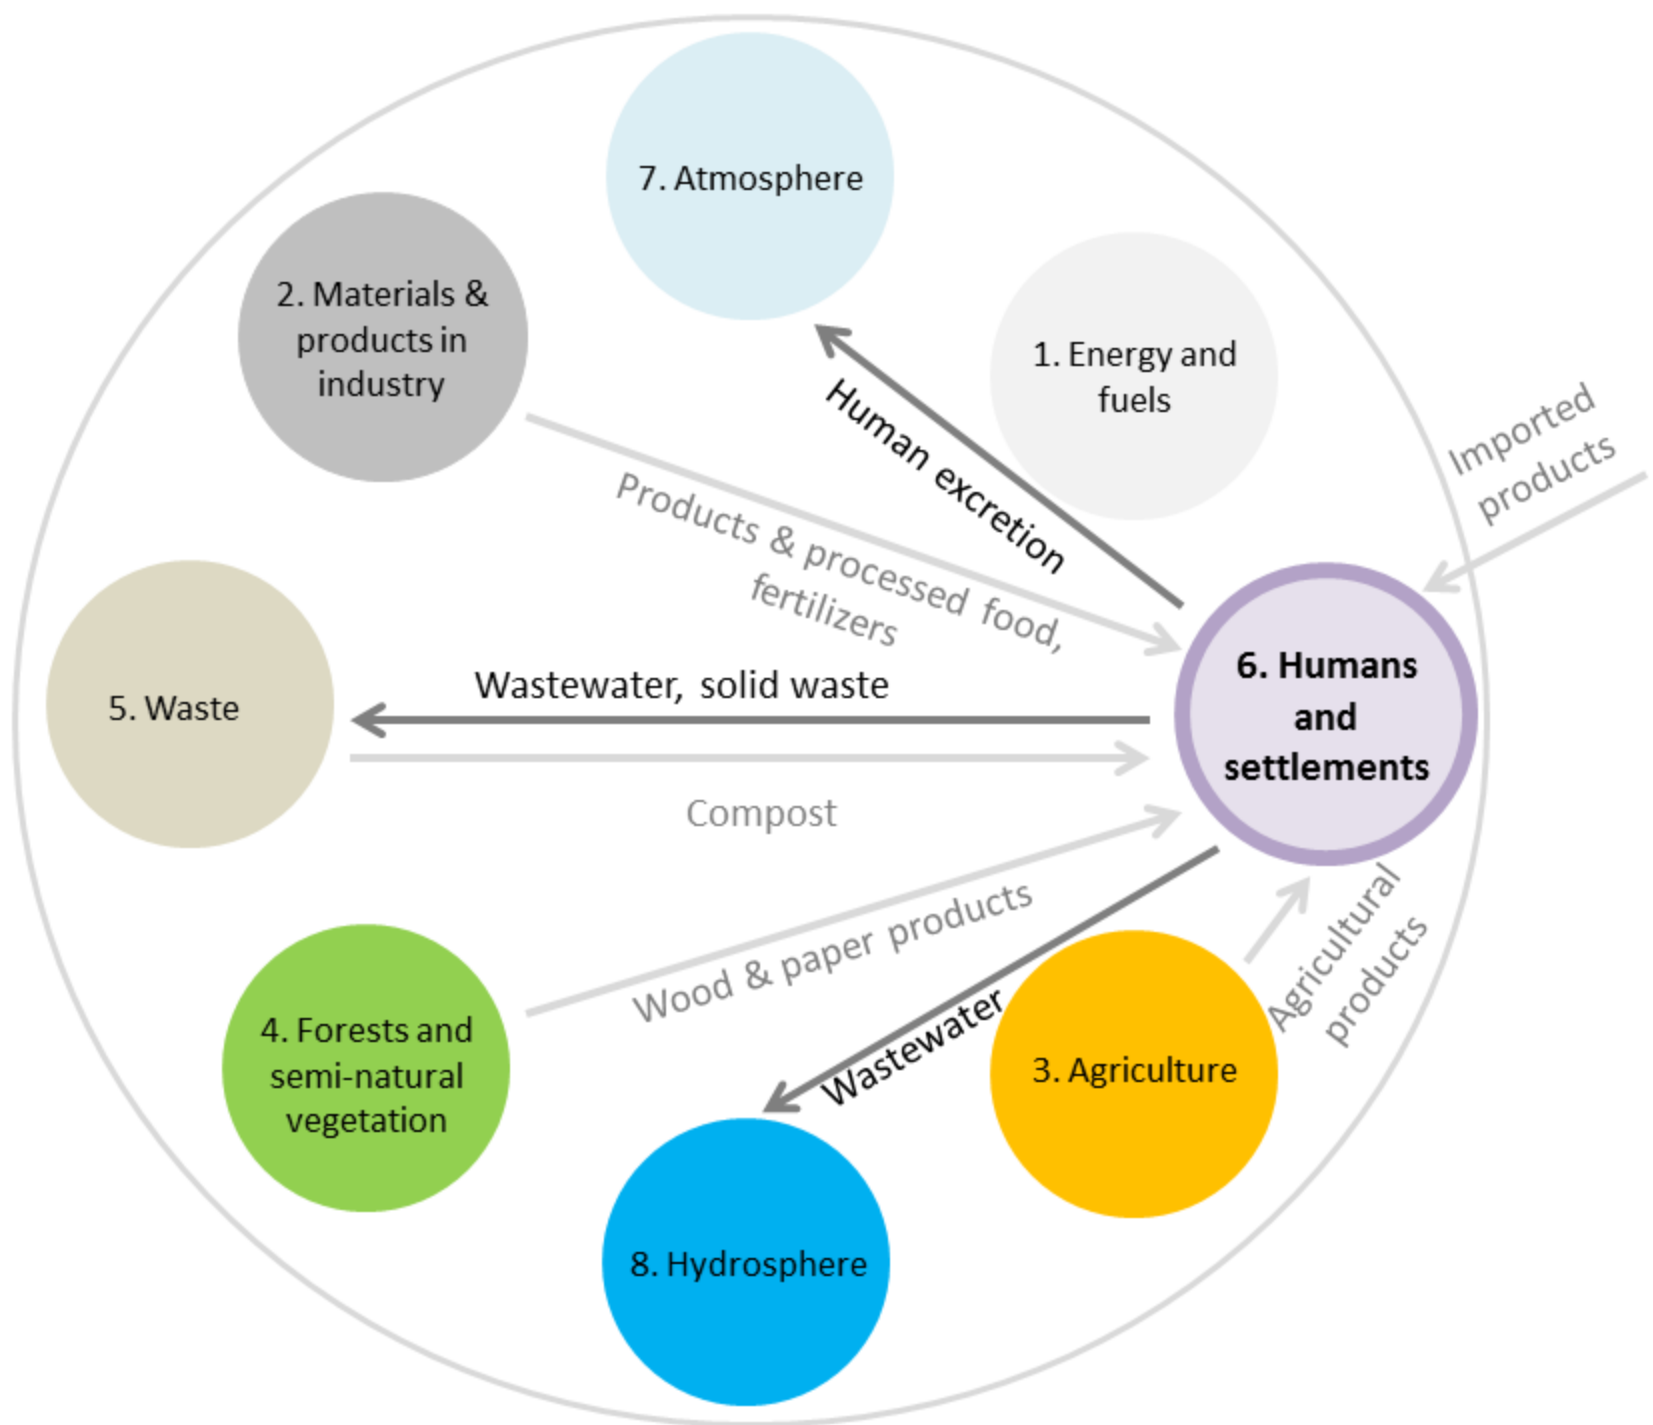 7. Atmosphere
2. Materials &
products in
industry
1. Energy and
fuels
Imported
products
Human excretion
Products & processed food,
fertilizers
6. Humans
and
settlements
Wastewater, solid waste
5. Waste
Compost
Wood & paper products
Agricultural
products
Wastewater
4. Forests and
semi-natural
vegetation
3. Agriculture
8. Hydrosphere